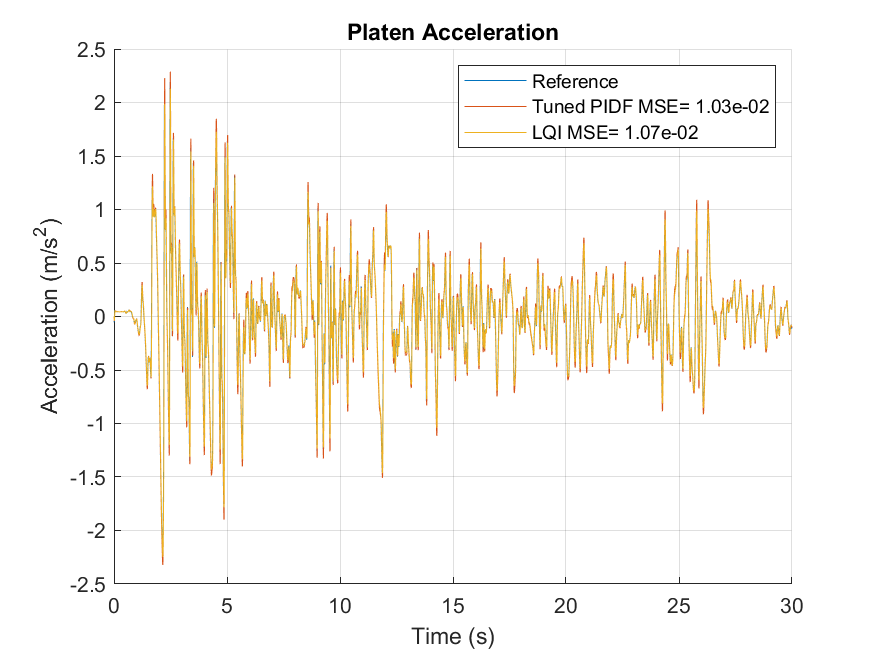 Platen Acceleration
Reference
Tuned PIDF MSE= 1.03e-02
LQI MSE= 1.07e-02
Acceleration (m/s²)
2.5
2
1.5
1
0.5
0
-0.5
-1
-1.5
-2
-2.5
0 5 10 15 20 25 30
Time (s)